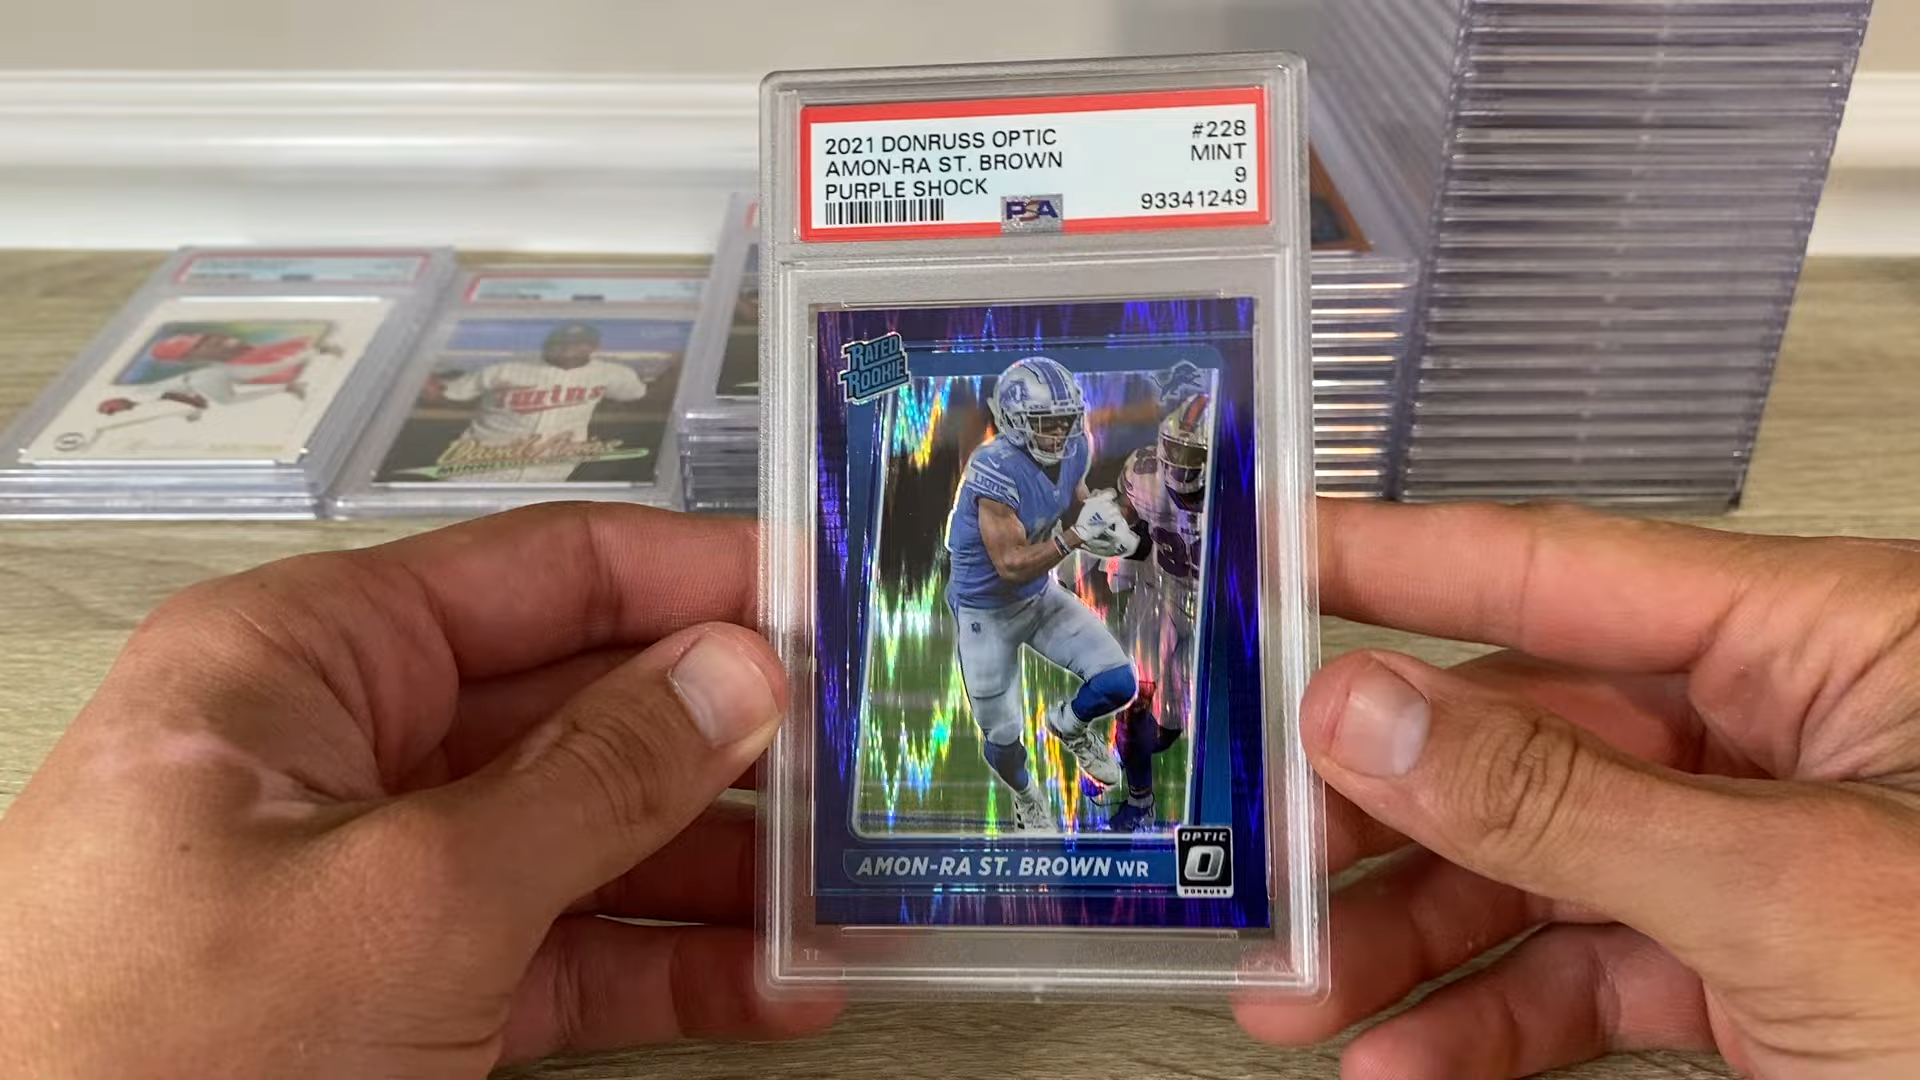 2021 DONRUSS OPTIC #228
AMON-RA ST. BROWN MINT
PURPLE SHOCK 9
PSA 93341249
RATED
ROOKIE
LIONS
AMON-RA ST. BROWN WR
OPTIC
DONRUSS
Twins